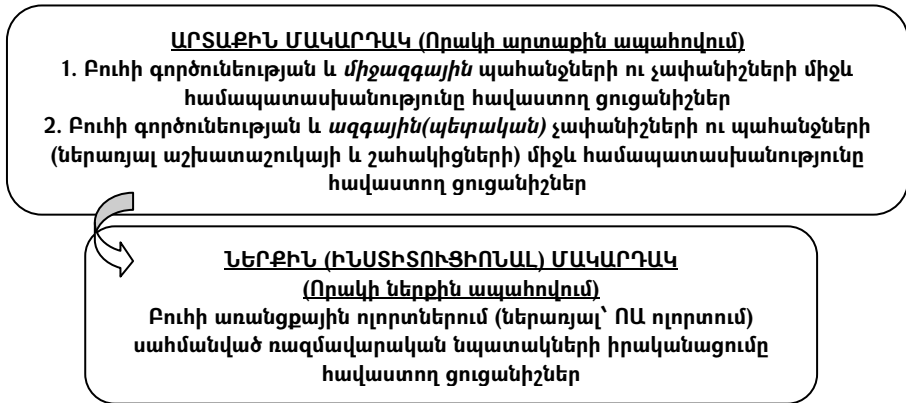 ԱՐՏԱՔԻՆ ՄԱԿԱՐԴԱԿ (Որակի արտաքին ապահովում)
1. Բուհի գործունեության և միջազգային պահանջների ու չափանիշների միջև
համապատասխանությունը հավաստող ցուցանիշներ
2. Բուհի գործունեության և ազգային(պետական) չափանիշների ու պահանջների
(ներառյալ աշխատաշուկայի և շահակիցների) միջև համապատասխանությունը
հավաստող ցուցանիշներ
ՆԵՐՔԻՆ (ԻՆՍՏԻՏՈՒՑԻՈՆԱԼ) ՄԱԿԱՐԴԱԿ
(Որակի ներքին ապահովում)
Բուհի առանցքային ոլորտներում (ներառյալ՝ ՈԱ ոլորտում)
սահմանված ռազմավարական նպատակների իրականացումը
հավաստող ցուցանիշներ